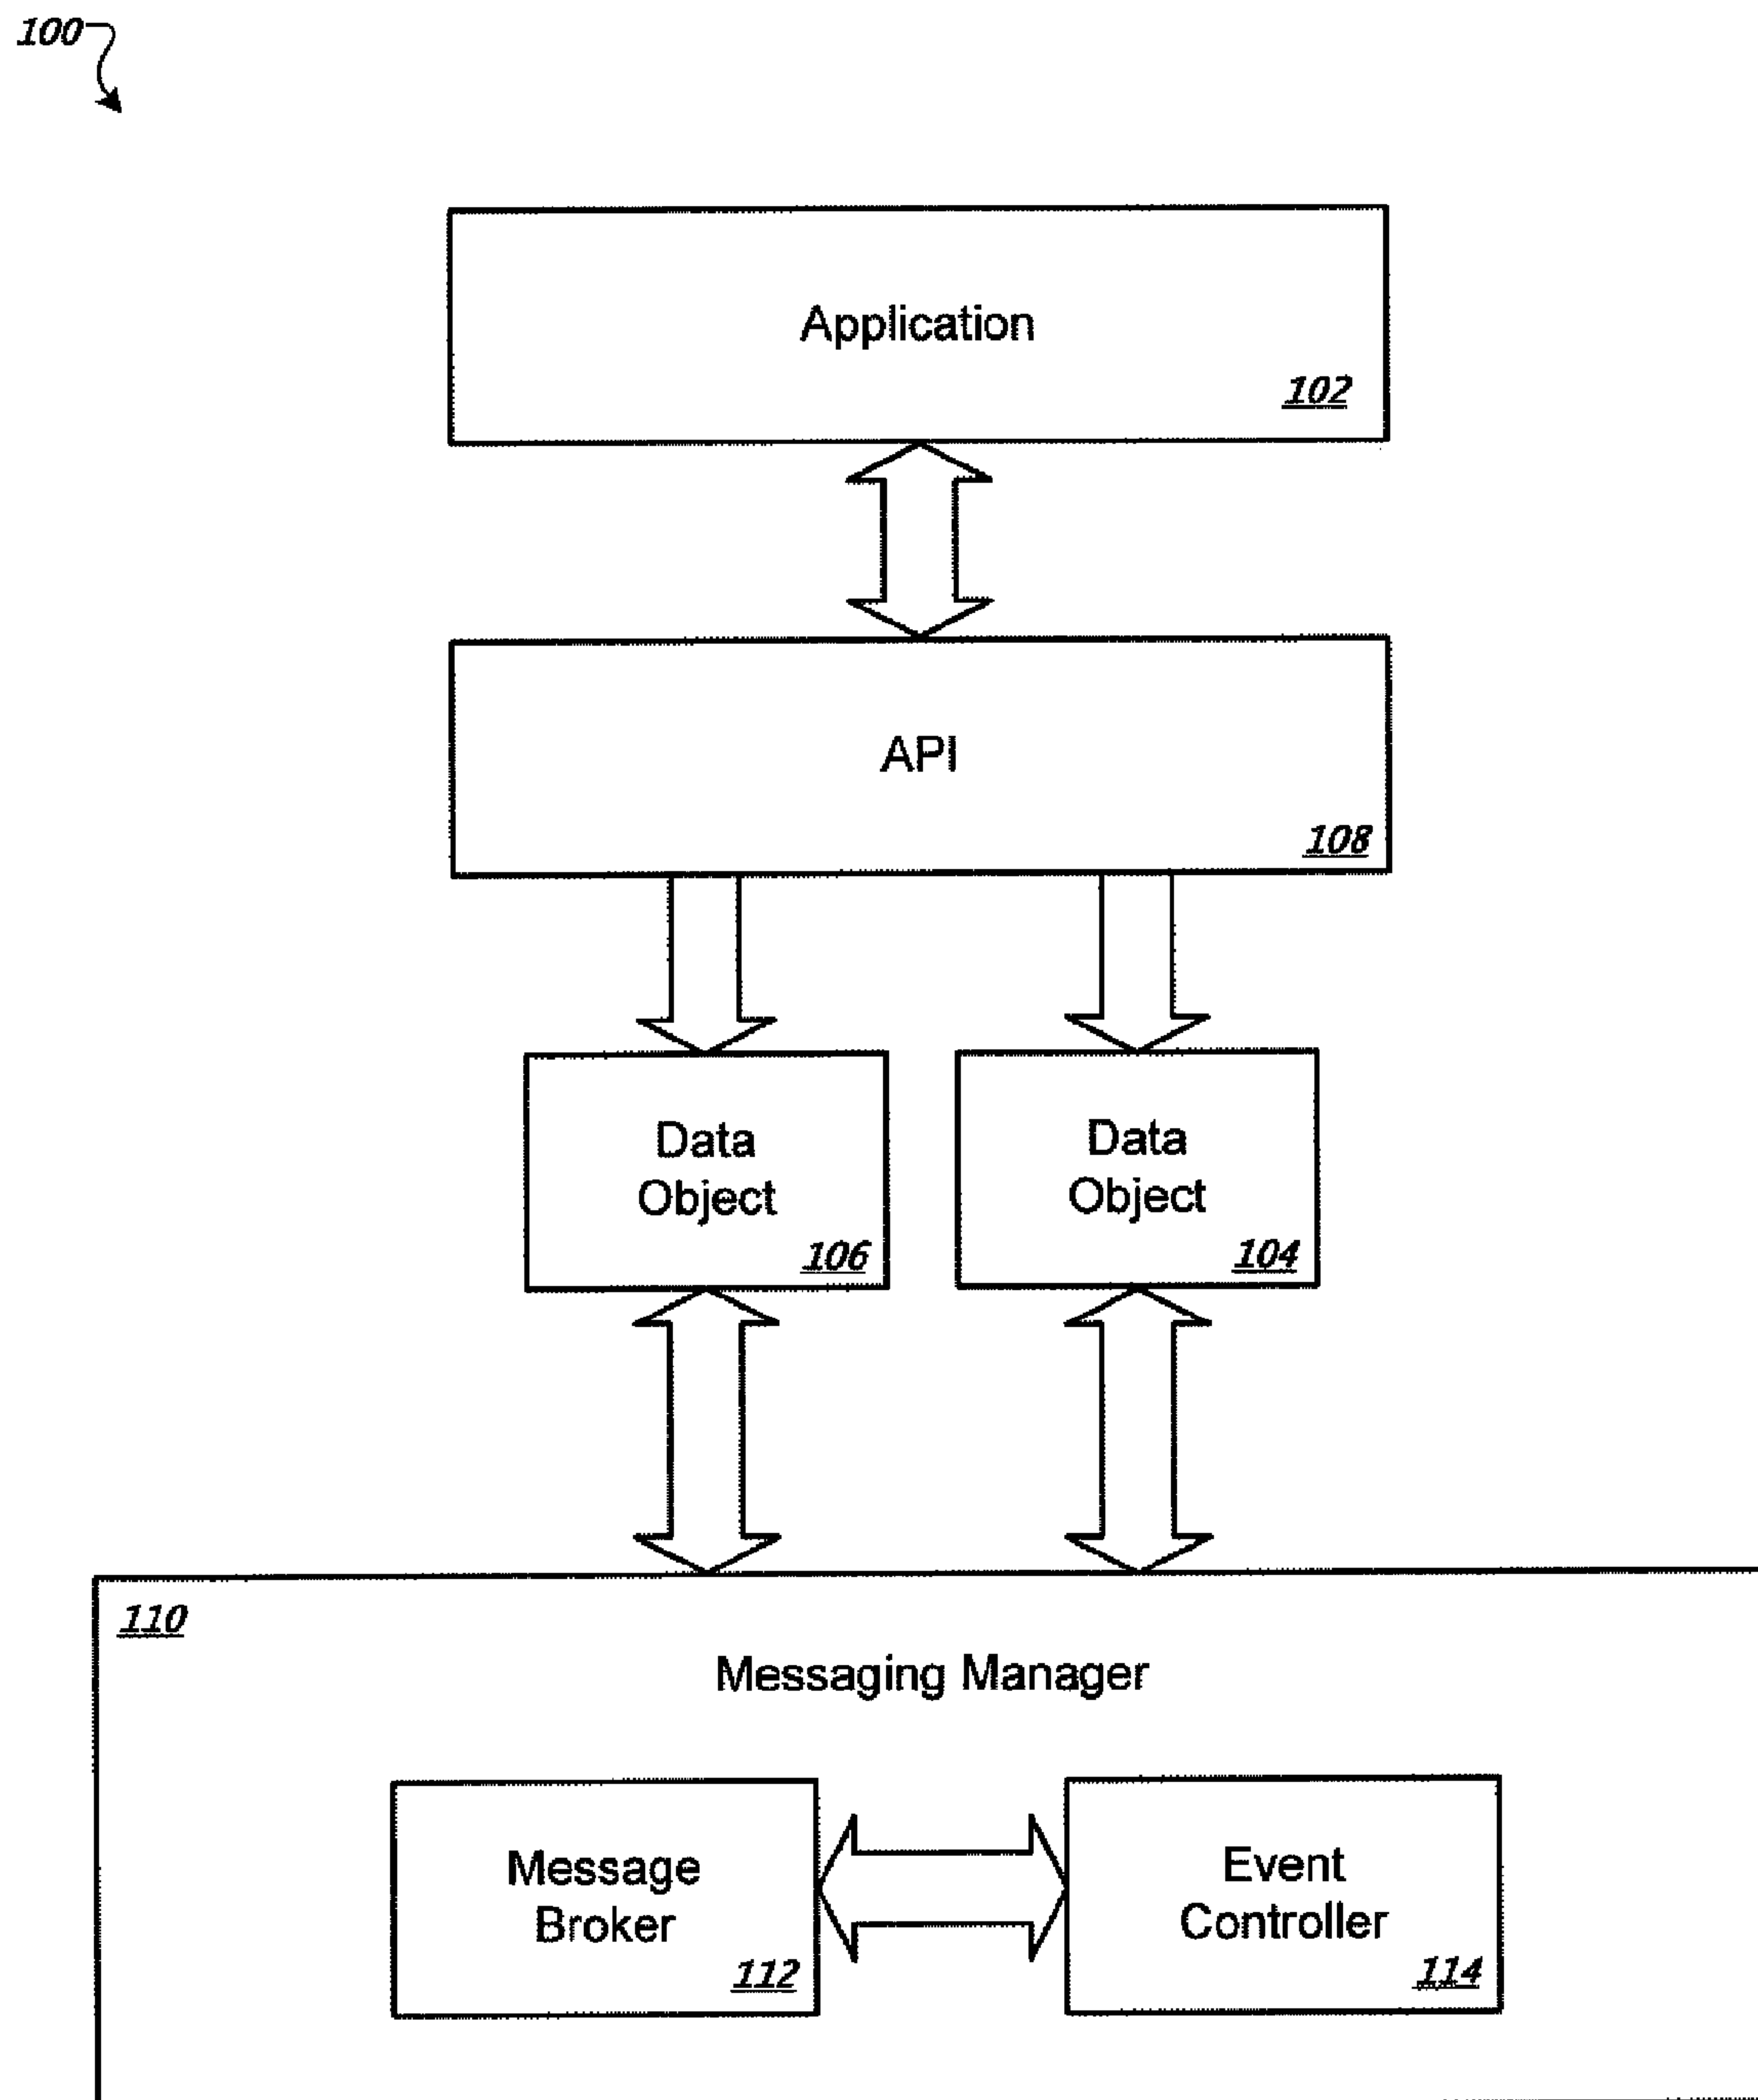 100
Application
102
API
108
Data
Object
106
Data
Object
104
110
Messaging Manager
Message
Broker
112
Event
Controller
114